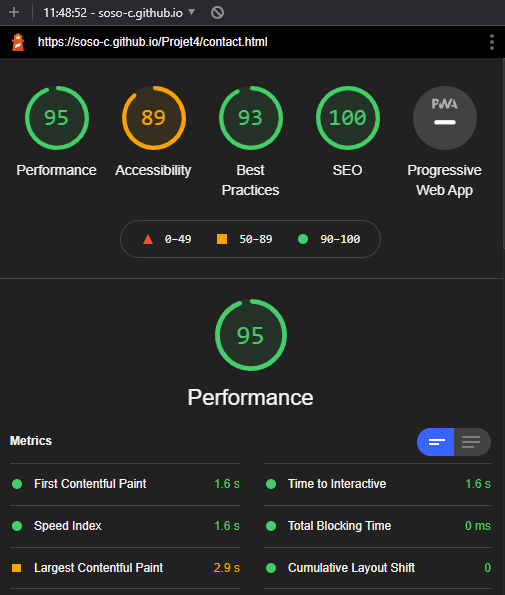 11:48:52 - soso-c.github.io
https://soso-c.github.io/Projet4/contact.html
95
89
93
100
PWA
Performance
Accessibility
Best
Practices
SEO
Progressive
Web App
0–49
50–89
90–100
95
Performance
Metrics
First Contentful Paint 1.6 s
Time to Interactive 1.6 s
Speed Index 1.6 s
Total Blocking Time 0 ms
Largest Contentful Paint 2.9 s
Cumulative Layout Shift 0